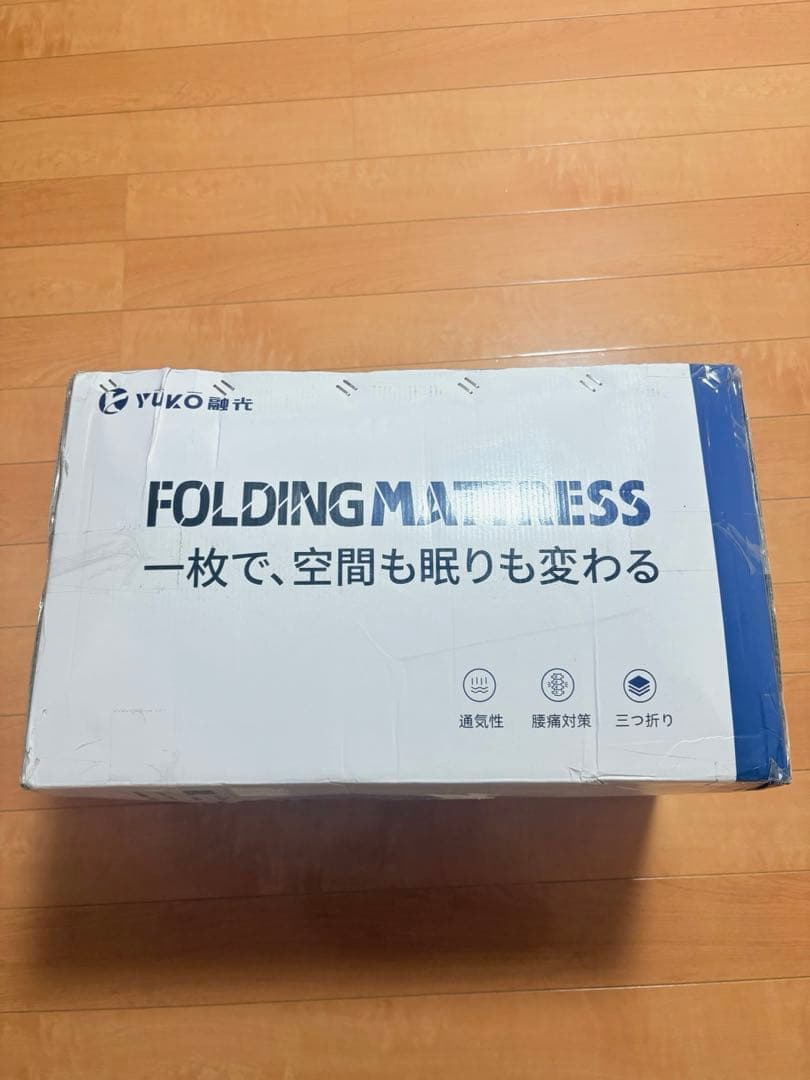 YŪKŌ 融光
FOLDING MATTRESS
一枚で、空間も眠りも変わる
通気性
腰痛対策
三つ折り